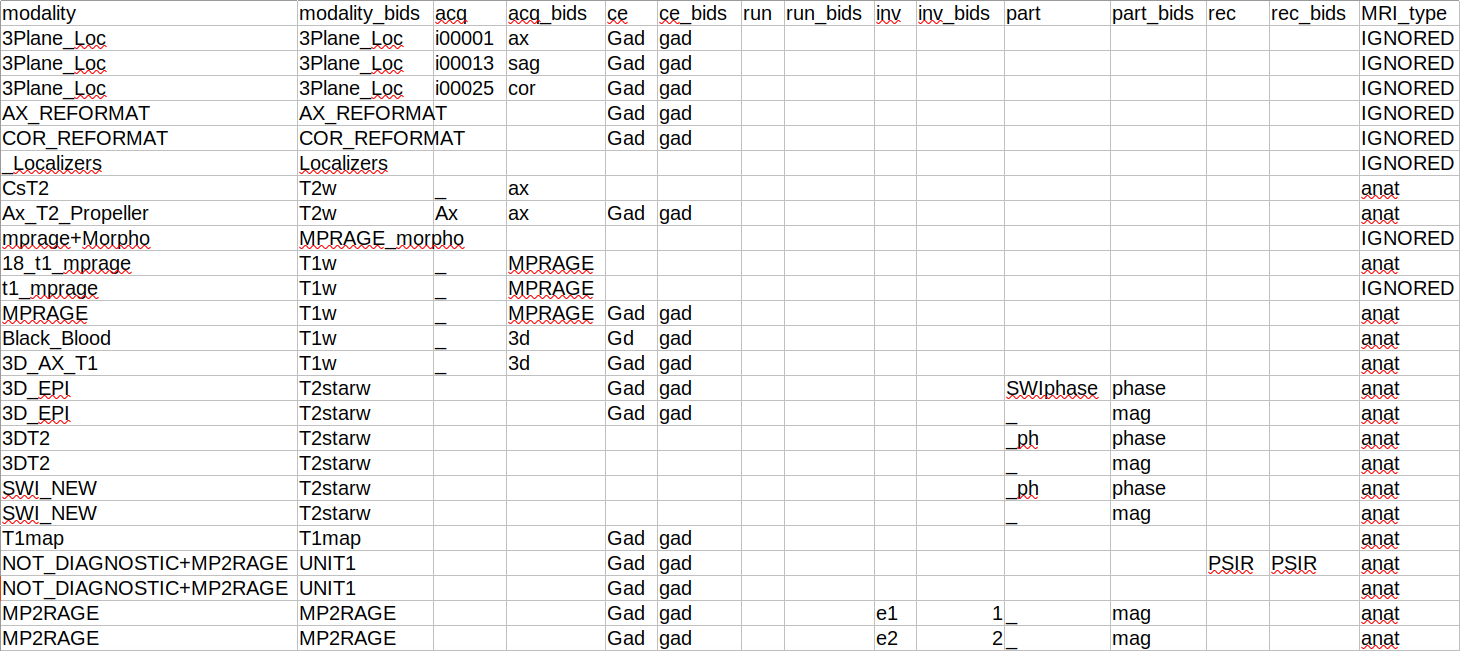 modality modality_bids acq acq_bids ce ce_bids run run_bids inv inv_bids part part_bids rec rec_bids MRI_type
3Plane_Loc 3Plane_Loc i00001 ax Gad gad IGNORED
3Plane_Loc 3Plane_Loc i00013 sag Gad gad IGNORED
3Plane_Loc 3Plane_Loc i00025 cor Gad gad IGNORED
AX_REFORMAT AX_REFORMAT Gad gad IGNORED
COR_REFORMAT COR_REFORMAT Gad gad IGNORED
_Localizers Localizers IGNORED
CsT2 T2w _ ax anat
Ax_T2_Propeller T2w Ax ax Gad gad anat
mprage+Morpho MPRAGE_morpho IGNORED
18_t1_mprage T1w _ MPRAGE anat
t1_mprage T1w _ MPRAGE IGNORED
MPRAGE T1w _ MPRAGE Gad gad anat
Black_Blood T1w _ 3d Gd gad anat
3D_AX_T1 T1w _ 3d Gad gad anat
3D_EPI T2starw Gad gad SWIphase phase anat
3D_EPI T2starw Gad gad _ mag anat
3DT2 T2starw _ph phase anat
3DT2 T2starw _ mag anat
SWI_NEW T2starw _ph phase anat
SWI_NEW T2starw _ mag anat
T1map T1map Gad gad anat
NOT_DIAGNOSTIC+MP2RAGE UNIT1 Gad gad PSIR PSIR anat
NOT_DIAGNOSTIC+MP2RAGE UNIT1 Gad gad anat
MP2RAGE MP2RAGE Gad gad e1 1 _ mag anat
MP2RAGE MP2RAGE Gad gad e2 2 _ mag anat